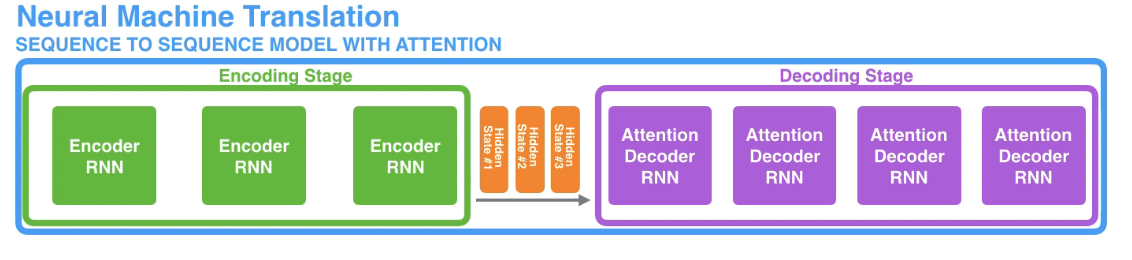 Neural Machine Translation
SEQUENCE TO SEQUENCE MODEL WITH ATTENTION
Encoding Stage
Decoding Stage
Encoder
RNN
Encoder
RNN
Encoder
RNN
Hidden
State #1
Hidden
State #2
Hidden
State #3
Attention
Decoder
RNN
Attention
Decoder
RNN
Attention
Decoder
RNN
Attention
Decoder
RNN